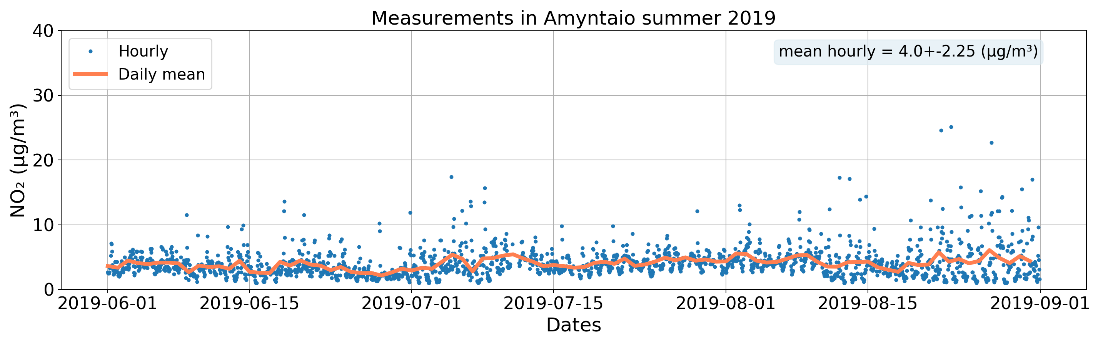 Measurements in Amyntaio summer 2019
40
30
20
10
0
NO₂ (µg/m³)
Hourly
Daily mean
mean hourly = 4.0+-2.25 (µg/m³)
2019-06-01 2019-06-15 2019-07-01 2019-07-15 2019-08-01 2019-08-15 2019-09-01
Dates